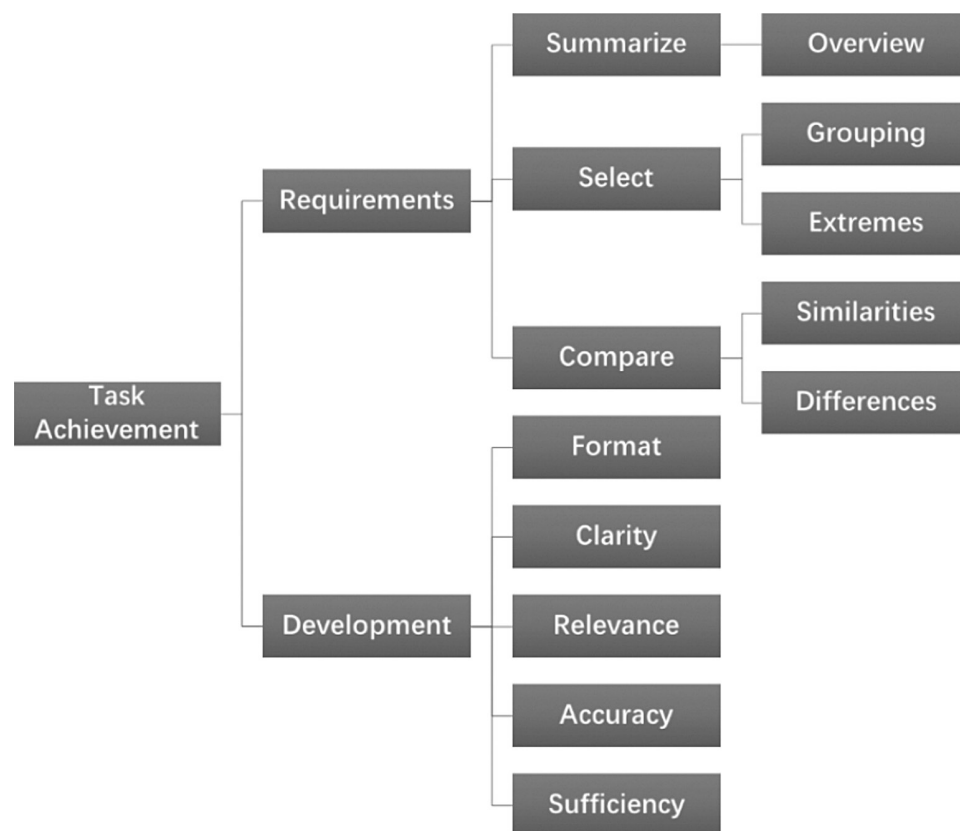 Task
Achievement
Requirements
Summarize
Overview
Select
Grouping
Extremes
Compare
Similarities
Differences
Development
Format
Clarity
Relevance
Accuracy
Sufficiency